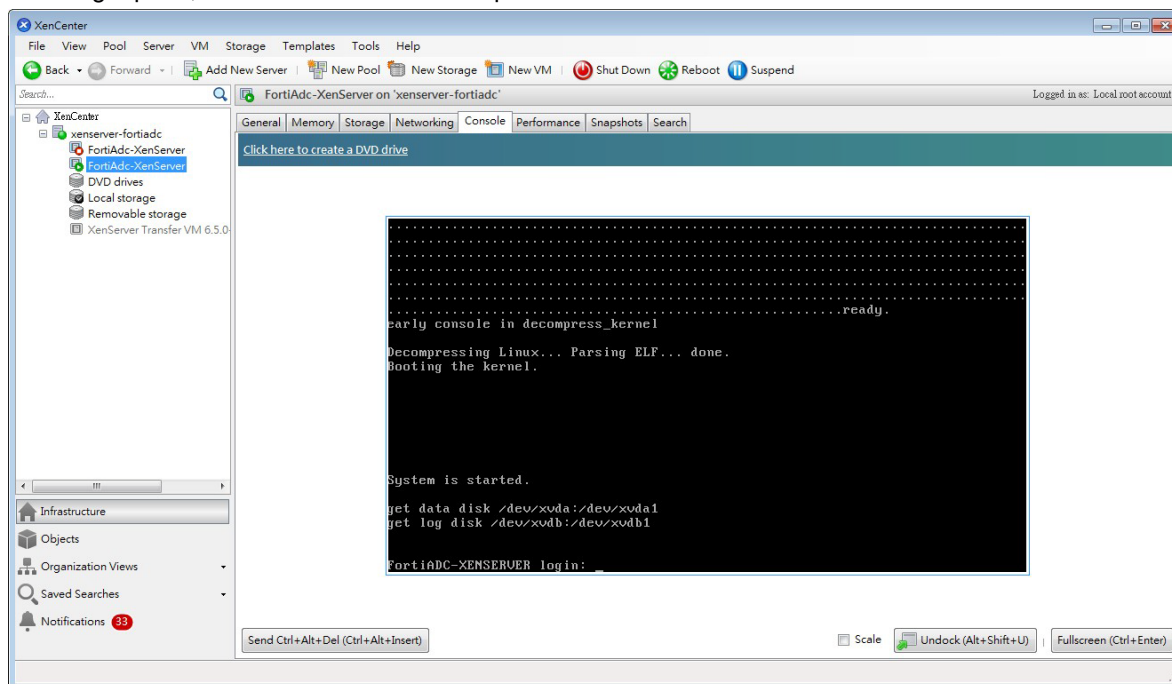 XenCenter
File View Pool Server VM Storage Templates Tools Help
Back Forward Add New Server New Pool New Storage New VM Shut Down Reboot Suspend
Search... FortiAdc-XenServer on 'xenserver-fortiadc' Logged in as: Local root account
XenCenter
xenserver-fortiadc
FortiAdc-XenServer
FortiAdc-XenServer
DVD drives
Local storage
Removable storage
XenServer Transfer VM 6.5.0-
General Memory Storage Networking Console Performance Snapshots Search
Click here to create a DVD drive
................................................................................
................................................................................
................................................................................
................................................................................
................................................................................
.........................................................ready.
early console in decompress_kernel
Decompressing Linux... Parsing ELF... done.
Booting the kernel.
System is started.
get data disk /dev/xvda:/dev/xvda1
get log disk /dev/xvdb:/dev/xvdb1
FortiADC-XENSERVER login: _
Infrastructure
Objects
Organization Views
Saved Searches
Notifications 33
Send Ctrl+Alt+Del (Ctrl+Alt+Insert) Scale Undock (Alt+Shift+U) Fullscreen (Ctrl+Enter)